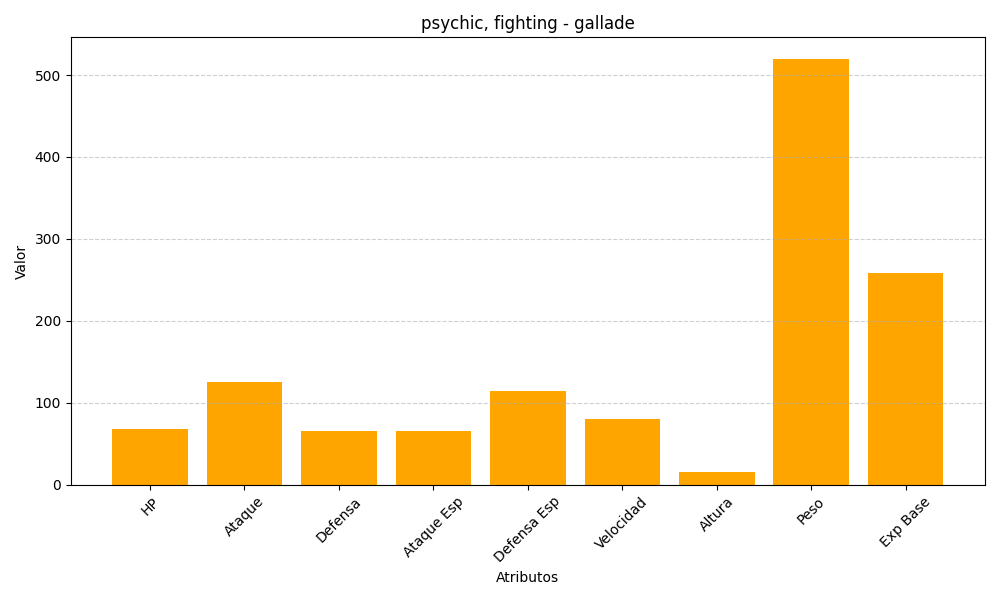 psychic, fighting - gallade
Valor
500
400
300
200
100
0
HP
Ataque
Defensa
Ataque Esp
Defensa Esp
Velocidad
Altura
Peso
Exp Base
Atributos